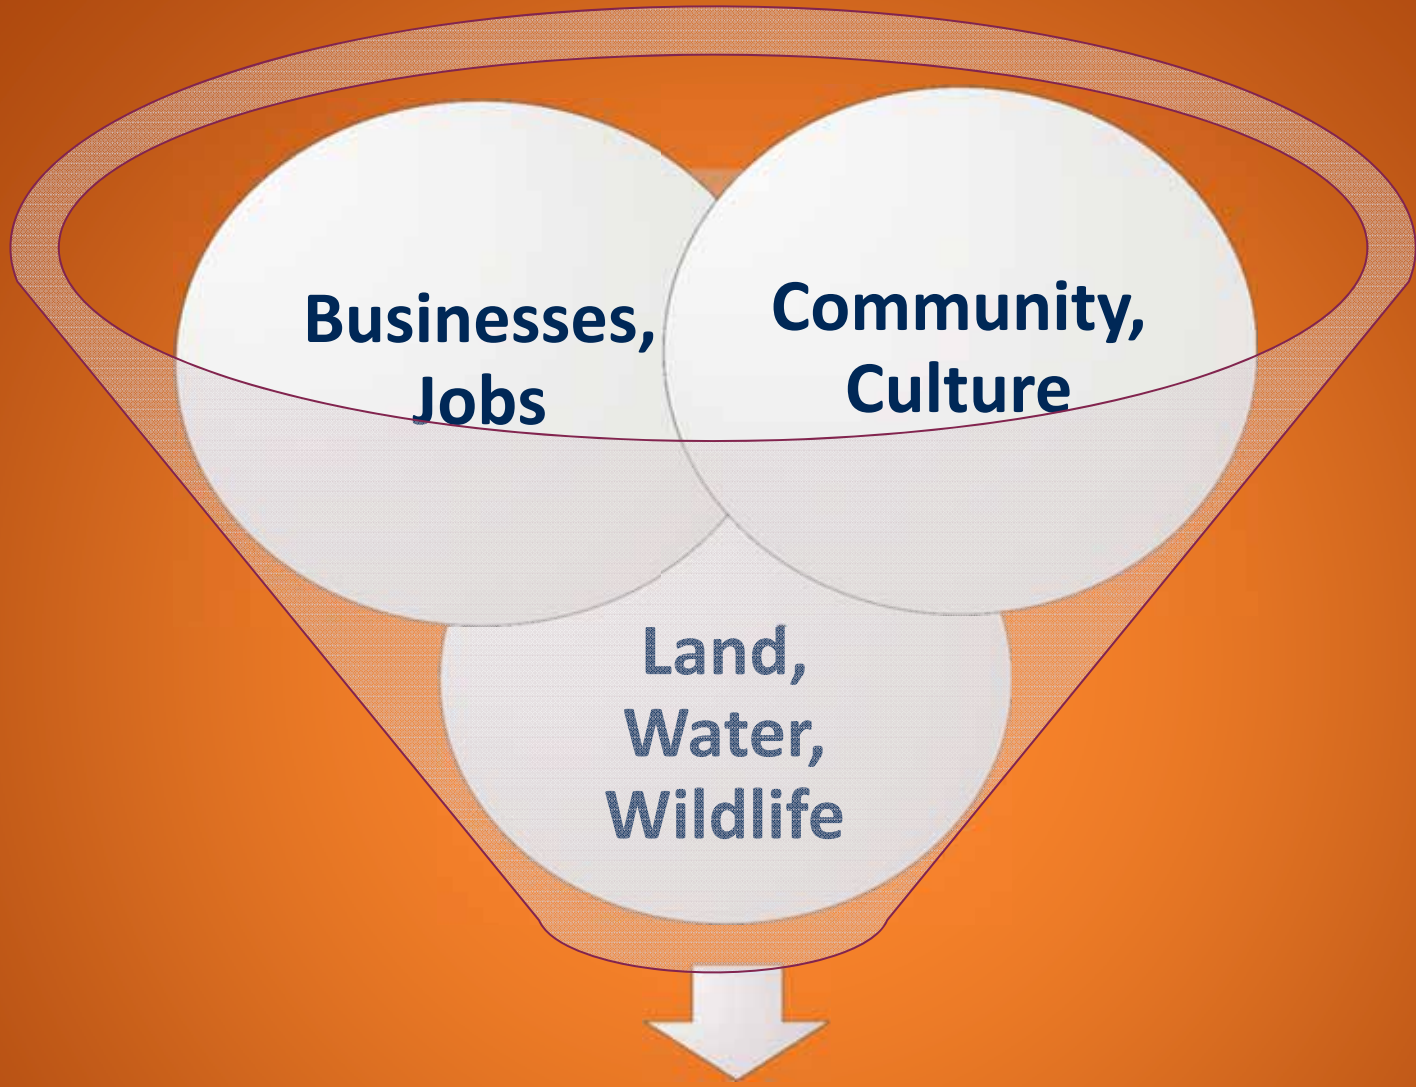 Businesses,
Jobs
Community,
Culture
Land,
Water,
Wildlife